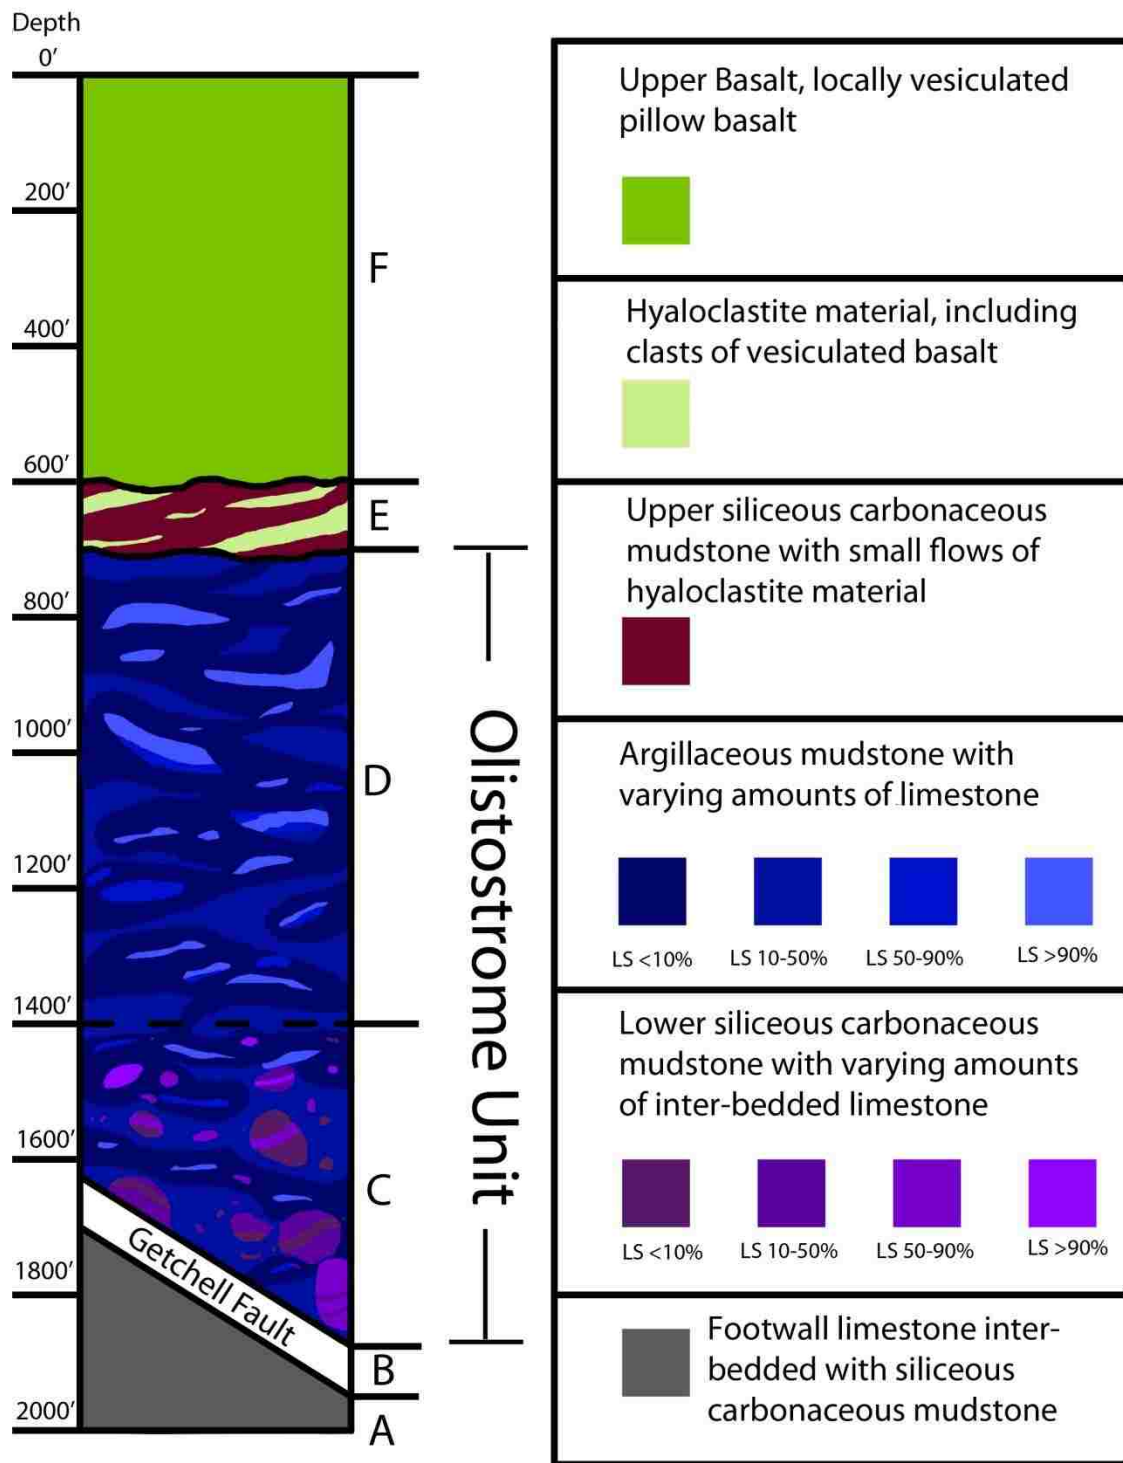 Depth
0'
200'
400'
600'
800'
1000'
1200'
1400'
1600'
1800'
2000'
F
E
D
C
B
A
Getchell Fault
Olistostrome Unit
Upper Basalt, locally vesiculated
pillow basalt
Hyaloclastite material, including
clasts of vesiculated basalt
Upper siliceous carbonaceous
mudstone with small flows of
hyaloclastite material
Argillaceous mudstone with
varying amounts of limestone
LS <10% LS 10-50% LS 50-90% LS >90%
Lower siliceous carbonaceous
mudstone with varying amounts
of inter-bedded limestone
LS <10% LS 10-50% LS 50-90% LS >90%
Footwall limestone inter-
bedded with siliceous
carbonaceous mudstone